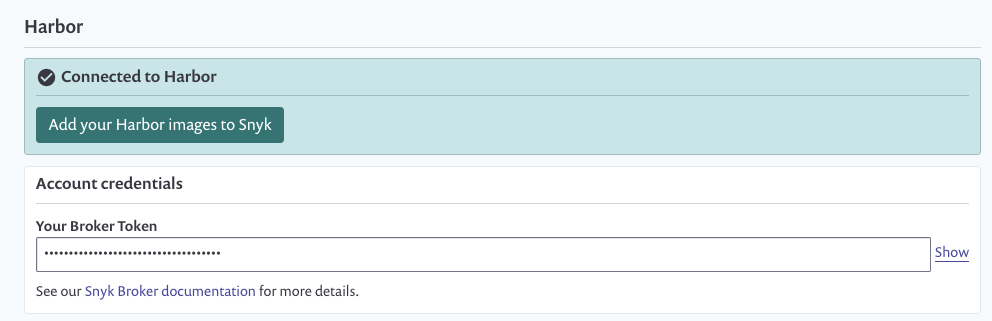 Harbor
Connected to Harbor
Add your Harbor images to Snyk
Account credentials
Your Broker Token
••••••••••••••••••••••••••••••••••••
Show
See our Snyk Broker documentation for more details.